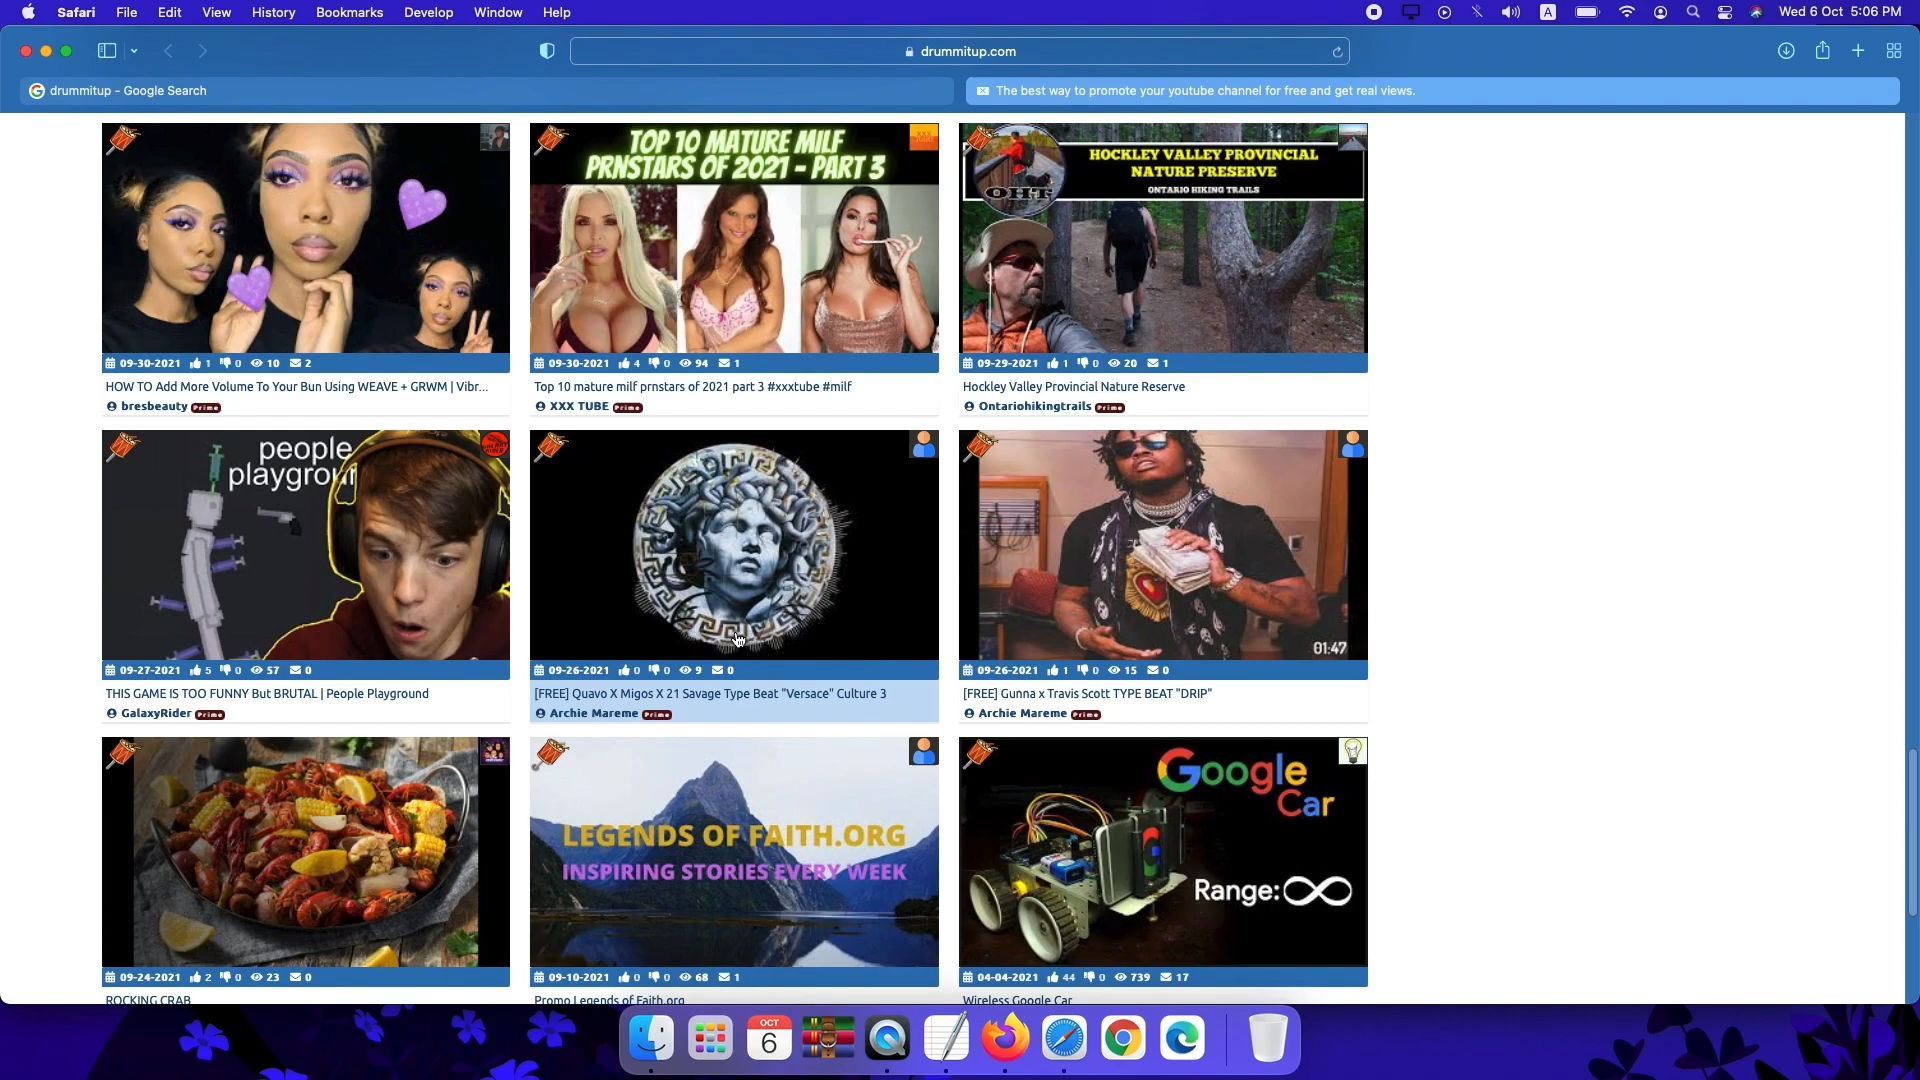 Safari File Edit View History Bookmarks Develop Window Help
A
Wed 6 Oct 5:06 PM
drummitup.com
drummitup - Google Search
The best way to promote your youtube channel for free and get real views.
TOP 10 MATURE MILF
PRNSTARS OF 2021 - PART 3
HOCKLEY VALLEY PROVINCIAL
NATURE PRESERVE
ONTARIO HIKING TRAILS
OHT
09-30-2021 1 0 10 2
09-30-2021 4 0 94 1
09-29-2021 1 0 20 1
HOW TO Add More Volume To Your Bun Using WEAVE + GRWM | Vibr...
Top 10 mature milf prnstars of 2021 part 3 #xxxtube #milf
Hockley Valley Provincial Nature Reserve
bresbeauty Prime
XXX TUBE Prime
Ontariohikingtrails Prime
people
playgroun
01:47
09-27-2021 5 0 57 0
09-26-2021 0 0 9 0
09-26-2021 1 0 15 0
THIS GAME IS TOO FUNNY But BRUTAL | People Playground
[FREE] Quavo X Migos X 21 Savage Type Beat "Versace" Culture 3
[FREE] Gunna x Travis Scott TYPE BEAT "DRIP"
GalaxyRider Prime
Archie Mareme Prime
Archie Mareme Prime
LEGENDS OF FAITH.ORG
INSPIRING STORIES EVERY WEEK
Google
Car
Range:∞
09-24-2021 2 0 23 0
09-10-2021 0 0 68 1
04-04-2021 44 0 739 17
ROCKING CRAB
Promo Legends of Faith.org
Wireless Google Car
OCT
6